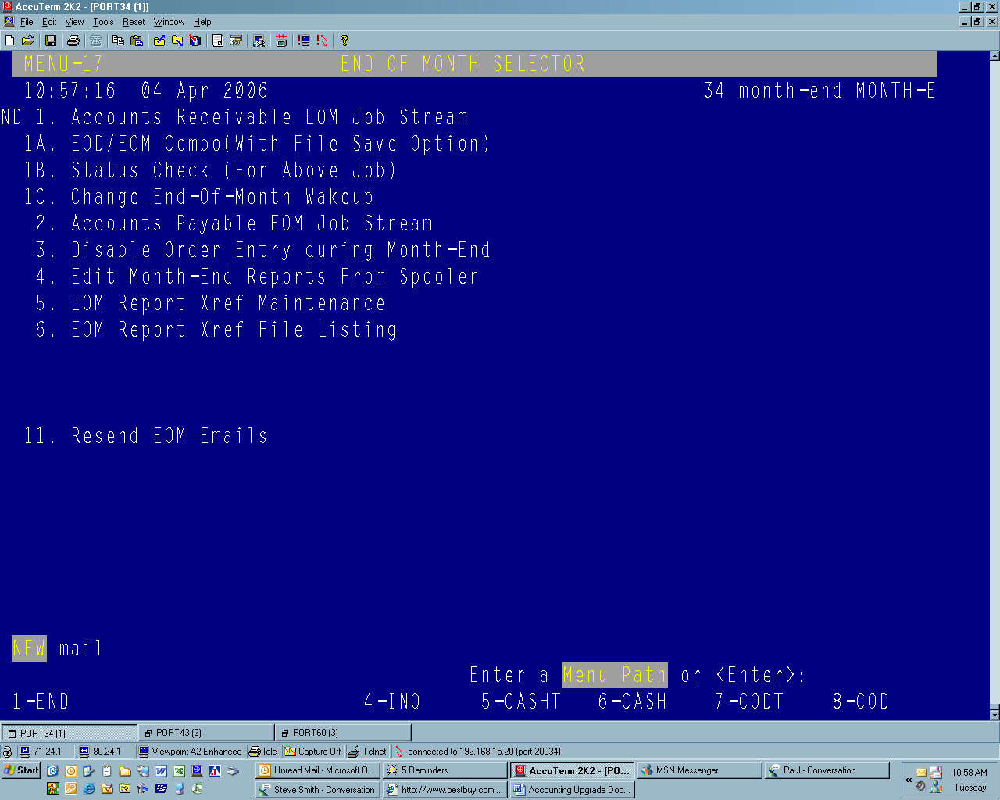 AccuTerm 2K2 - [PORT34 (1)]
File Edit View Tools Reset Window Help
MENU-17 END OF MONTH SELECTOR
10:57:16 04 Apr 2006 34 month-end MONTH-E
ND 1. Accounts Receivable EOM Job Stream
1A. EOD/EOM Combo(With File Save Option)
1B. Status Check (For Above Job)
1C. Change End-Of-Month Wakeup
2. Accounts Payable EOM Job Stream
3. Disable Order Entry during Month-End
4. Edit Month-End Reports From Spooler
5. EOM Report Xref Maintenance
6. EOM Report Xref File Listing
11. Resend EOM Emails
NEW mail
Enter a Menu Path or <Enter>:
1-END 4-INQ 5-CASHT 6-CASH 7-CODT 8-COD
PORT34 (1) PORT43 (2) PORT60 (3)
71,24,1 80,24,1 Viewpoint A2 Enhanced Idle Capture Off Telnet connected to 192.168.15.20 (port 20034)
Start Unread Mail - Microsoft O... 5 Reminders AccuTerm 2K2 - [PO... MSN Messenger Paul - Conversation 10:58 AM
Steve Smith - Conversation http://www.bestbuy.com ... Accounting Upgrade Doc... Tuesday